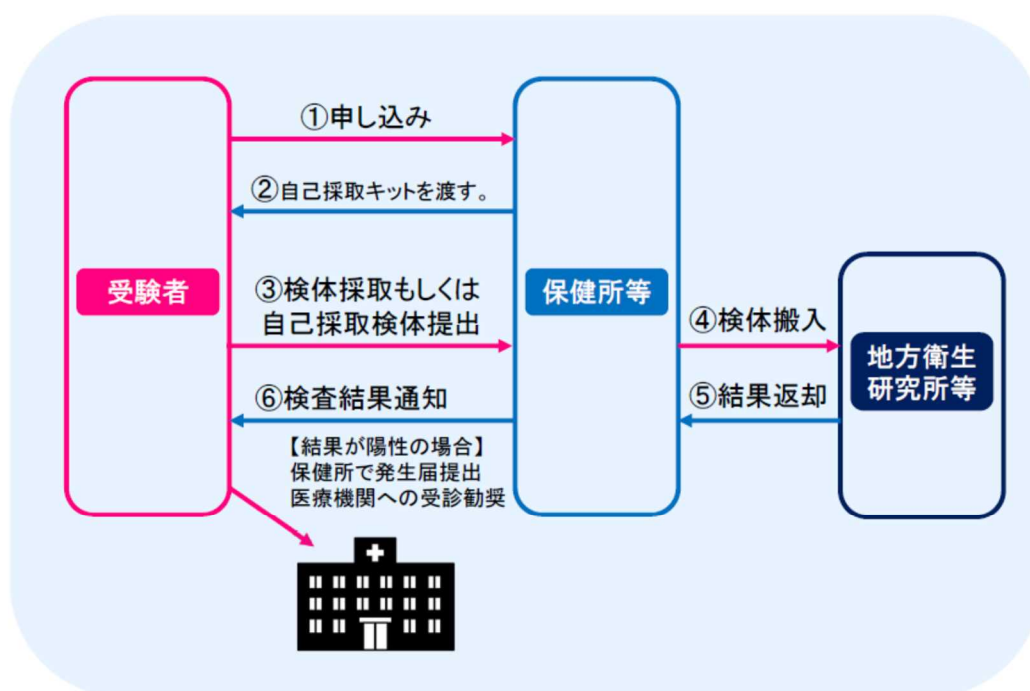 ①申し込み
②自己採取キットを渡す。
受験者
③検体採取もしくは
自己採取検体提出
保健所等
④検体搬入
地方衛生
研究所等
⑥検査結果通知
⑤結果返却
【結果が陽性の場合】
保健所で発生届提出
医療機関への受診勧奨